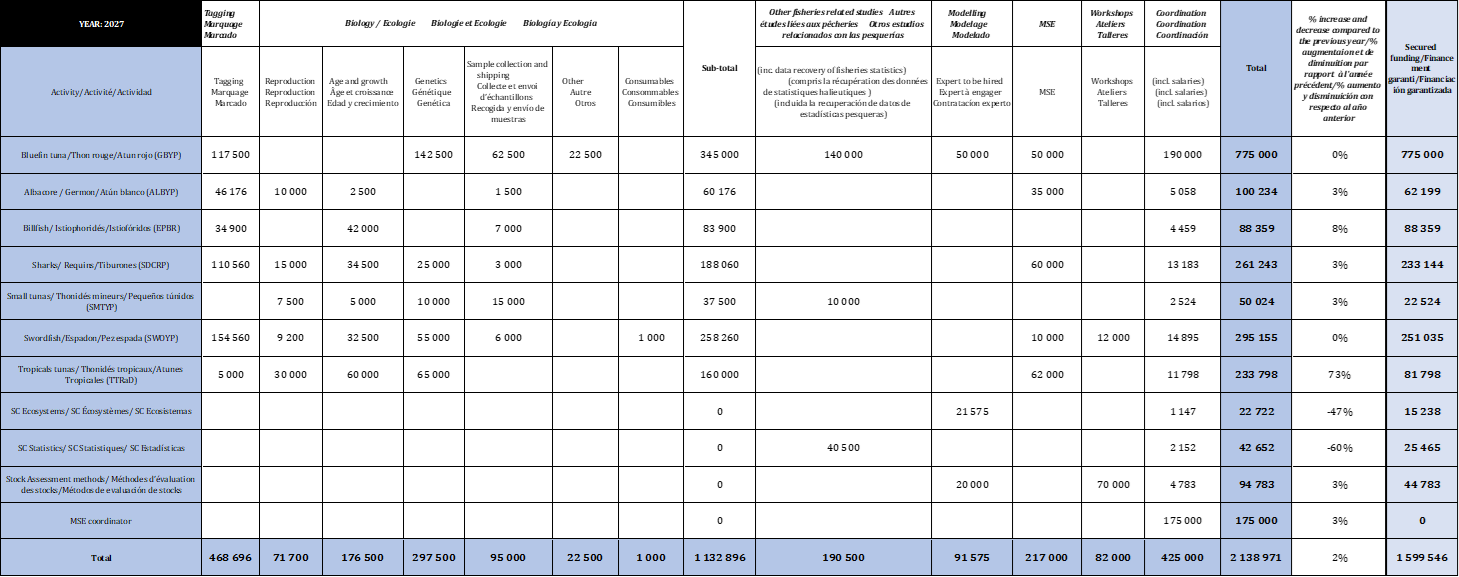 YEAR: 2027
Tagging
Marquage
Marcado
Biology / Ecologie Biologie et Ecologie Biología y Ecologia
Other fisheries related studies Autres
études liées aux pêcheries Otros estudios
relacionados con las pesquerías
Modelling
Modelage
Modelado
MSE
Workshops
Ateliers
Talleres
Coordination
Coordination
Coordinación
Activity/Activité/Actividad
Tagging
Marquage
Marcado
Reproduction
Reproduction
Reproducción
Age and growth
Âge et croissance
Edad y crecimiento
Genetics
Génétique
Genética
Sample collection and
shipping
Collecte et envoi
d'échantillons
Recogida y envío de
muestras
Other
Autre
Otros
Consumables
Consommables
Consumibles
Sub-total
(inc. data recovery of fisheries statistics)
(compris la récupération des données
de statistiques halieutiques )
(incluida la recuperación de datos de
estadísticas pesqueras)
Expert to be hired
Expert à engager
Contratacion experto
MSE
Workshops
Ateliers
Talleres
(incl. salaries)
(incl. salaries)
(incl. salarios)
Total
% increase and
decrease compared to
the previous year/%
augmentaion et de
diminuition par
rapport à l'année
précédent/% aumento
y disminuición con
respecto al año
anterior
Secured
funding/Finance
ment
garanti/Financiac
ión garantizada
Bluefin tuna/Thon rouge/Atun rojo (GBYP) 117 500 142 500 62 500 22 500 345 000 140 000 50 000 50 000 190 000 775 000 0% 775 000
Albacore / Germon/Atún blanco (ALBYP) 46 176 10 000 2 500 1 500 60 176 35 000 5 058 100 234 3% 62 199
Billfish/ Istiophoridés/Istiofóridos (EPBR) 34 900 42 000 7 000 83 900 4 459 88 359 8% 88 359
Sharks/ Requins/Tiburones (SDCRP) 110 560 15 000 34 500 25 000 3 000 188 060 60 000 13 183 261 243 3% 233 144
Small tunas/ Thonidés mineurs/Pequeños túnidos
(SMTYP) 7 500 5 000 10 000 15 000 37 500 10 000 2 524 50 024 3% 22 524
Swordfish/Espadon/Pez espada (SWOYP) 154 560 9 200 32 500 55 000 6 000 1 000 258 260 10 000 12 000 14 895 295 155 0% 251 035
Tropicals tunas/ Thonidés tropicaux/Atunes
Tropicales (TTRaD) 5 000 30 000 60 000 65 000 160 000 62 000 11 798 233 798 73% 81 798
SC Ecosystems/ SC Écosystèmes/ SC Ecosistemas 0 21 575 1 147 22 722 -47% 15 238
SC Statistics/ SC Statistiques/ SC Estadísticas 0 40 500 2 152 42 652 -60% 25 465
Stock Assessment methods/ Méthodes d'évaluation
des stocks/Métodos de evaluación de stocks 0 20 000 70 000 4 783 94 783 3% 44 783
MSE coordinator 0 175 000 175 000 3% 0
Total 468 696 71 700 176 500 297 500 95 000 22 500 1 000 1 132 896 190 500 91 575 217 000 82 000 425 000 2 138 971 2% 1 599 546